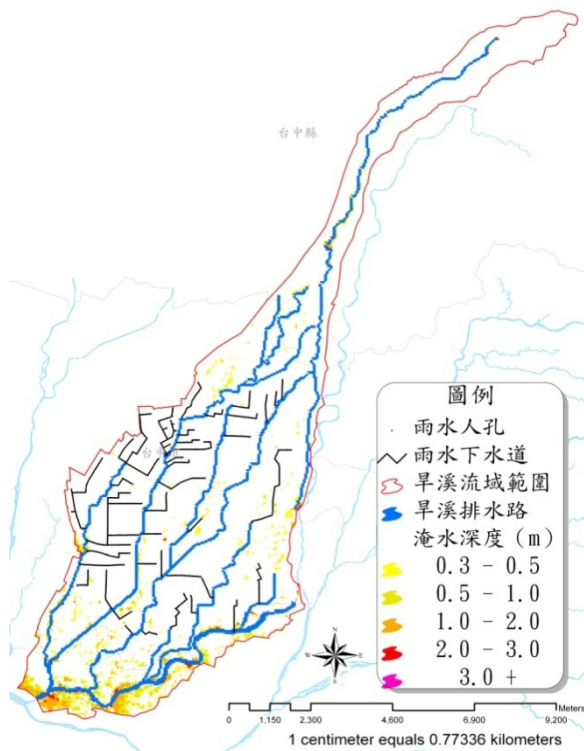 台中縣
台中市
圖例
雨水人孔
雨水下水道
旱溪流域範圍
旱溪排水路
淹水深度 (m)
0.3 - 0.5
0.5 - 1.0
1.0 - 2.0
2.0 - 3.0
3.0 +
N
W E
S
Meters
0 1,150 2,300 4,600 6,900 9,200
1 centimeter equals 0.77336 kilometers